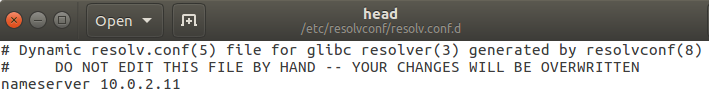 head
Open
/etc/resolvconf/resolv.conf.d
# Dynamic resolv.conf(5) file for glibc resolver(3) generated by resolvconf(8)
#     DO NOT EDIT THIS FILE BY HAND -- YOUR CHANGES WILL BE OVERWRITTEN
nameserver 10.0.2.11